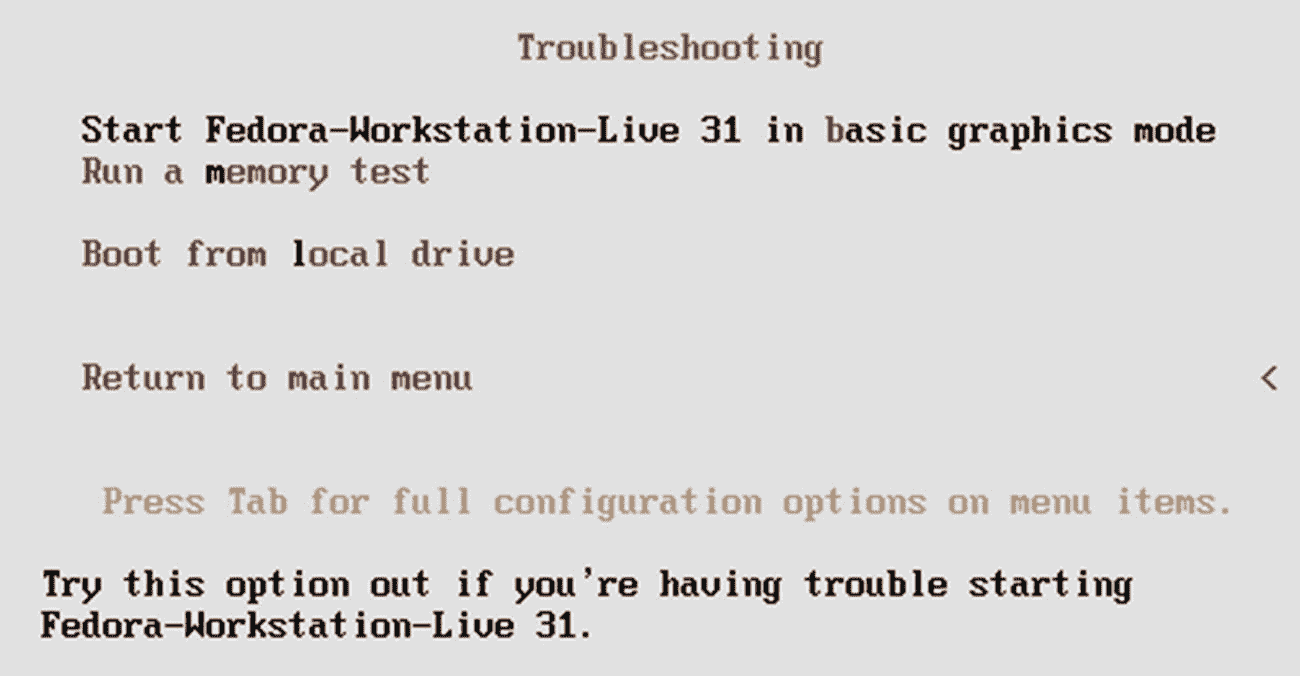 Troubleshooting
Start Fedora-Workstation-Live 31 in basic graphics mode
Run a memory test
Boot from local drive
Return to main menu <
Press Tab for full configuration options on menu items.
Try this option out if you're having trouble starting
Fedora-Workstation-Live 31.